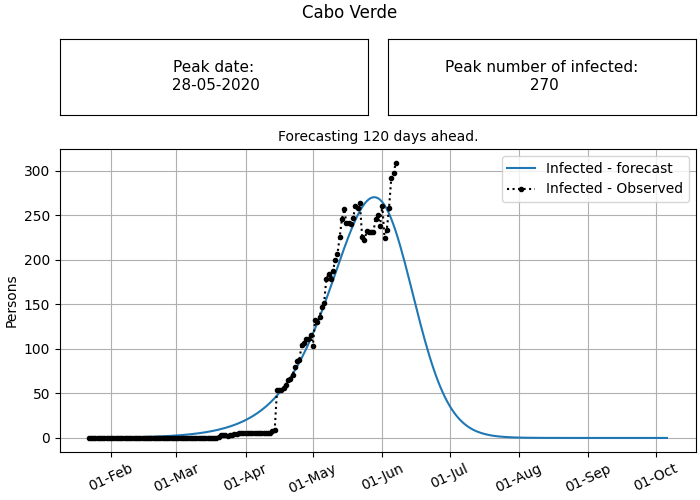 Cabo Verde
Peak date:
28-05-2020
Peak number of infected:
270
Forecasting 120 days ahead.
Infected - forecast
Infected - Observed
Persons
300
250
200
150
100
50
0
01-Feb
01-Mar
01-Apr
01-May
01-Jun
01-Jul
01-Aug
01-Sep
01-Oct